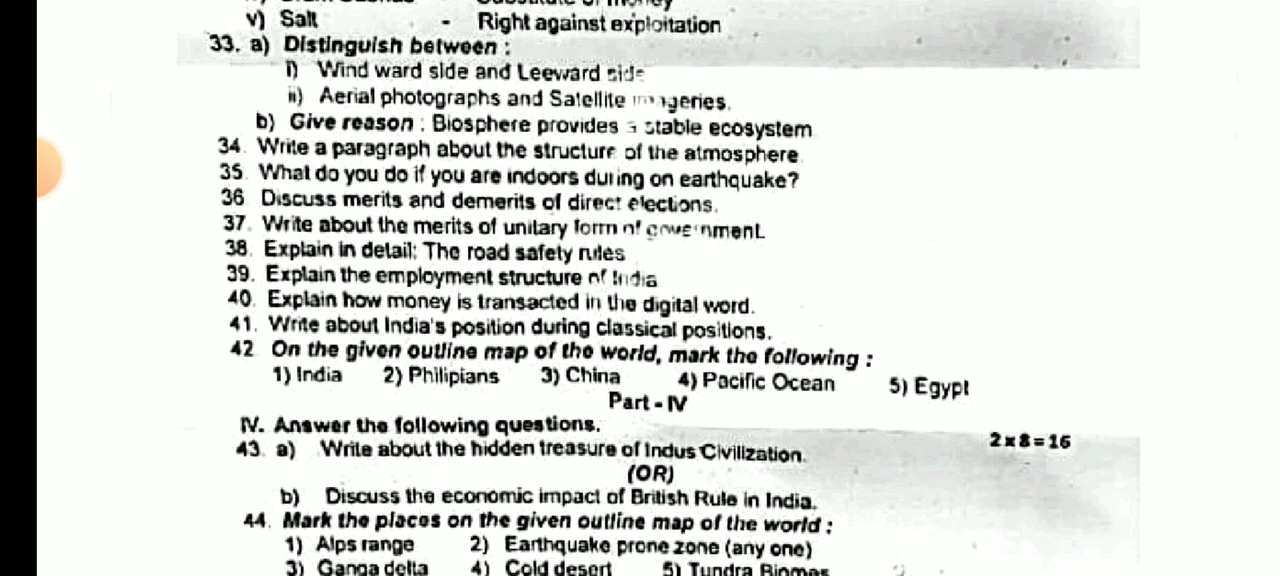 v) Salt - Right against exploitation
33. a) Distinguish between :
i) Wind ward side and Leeward side
ii) Aerial photographs and Satellite imageries.
b) Give reason : Biosphere provides a stable ecosystem
34. Write a paragraph about the structure of the atmosphere
35. What do you do if you are indoors during on earthquake?
36. Discuss merits and demerits of direct elections.
37. Write about the merits of unitary form of government.
38. Explain in detail: The road safety rules
39. Explain the employment structure of India
40. Explain how money is transacted in the digital word.
41. Write about India's position during classical positions.
42 On the given outline map of the world, mark the following :
1) India 2) Philipians 3) China 4) Pacific Ocean 5) Egypt
Part - IV
IV. Answer the following questions. 2 x 8 = 16
43. a) Write about the hidden treasure of Indus Civilization.
(OR)
b) Discuss the economic impact of British Rule in India.
44. Mark the places on the given outline map of the world :
1) Alps range 2) Earthquake prone zone (any one)
3) Ganga delta 4) Cold desert 5) Tundra Biomes